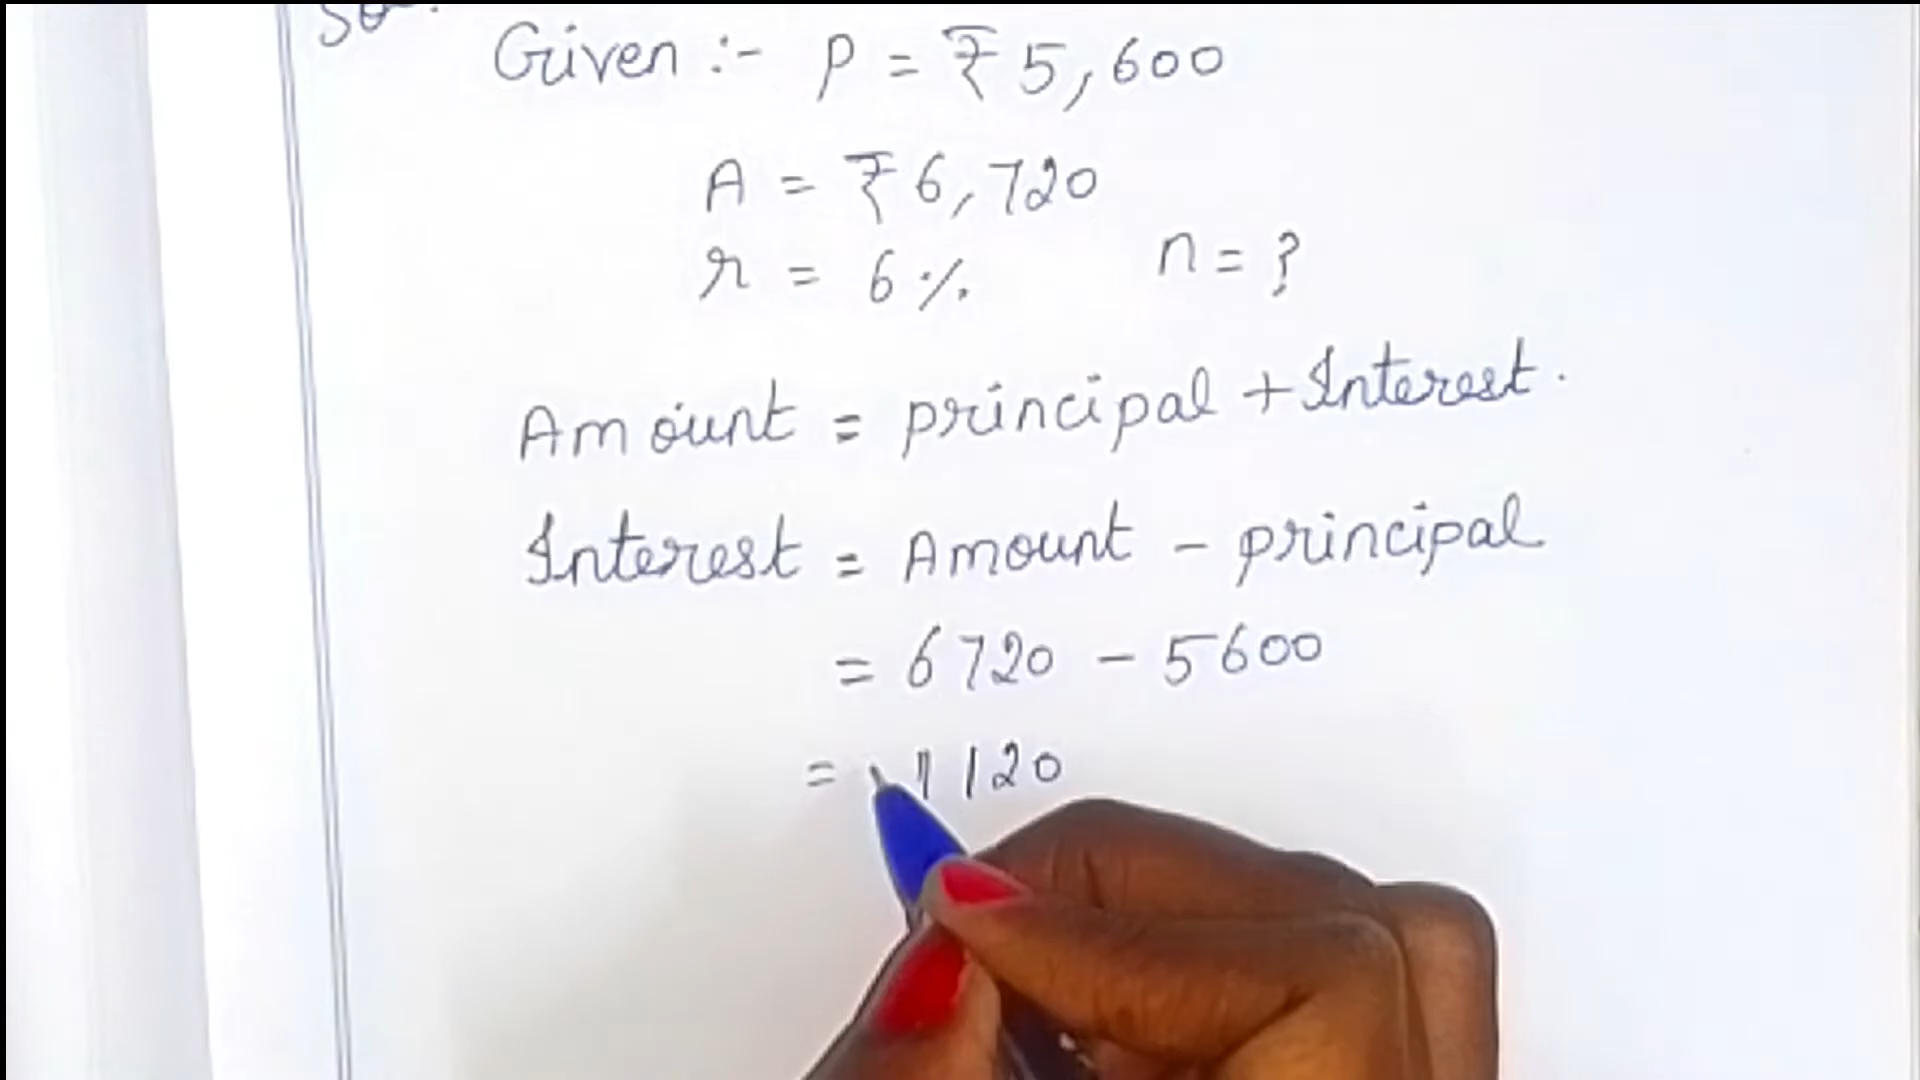 Given :- P = ₹ 5,600
A = ₹ 6,720
r = 6 %. n = ?
Amount = principal + Interest.
Interest = Amount - principal
= 6720 - 5600
= 1120